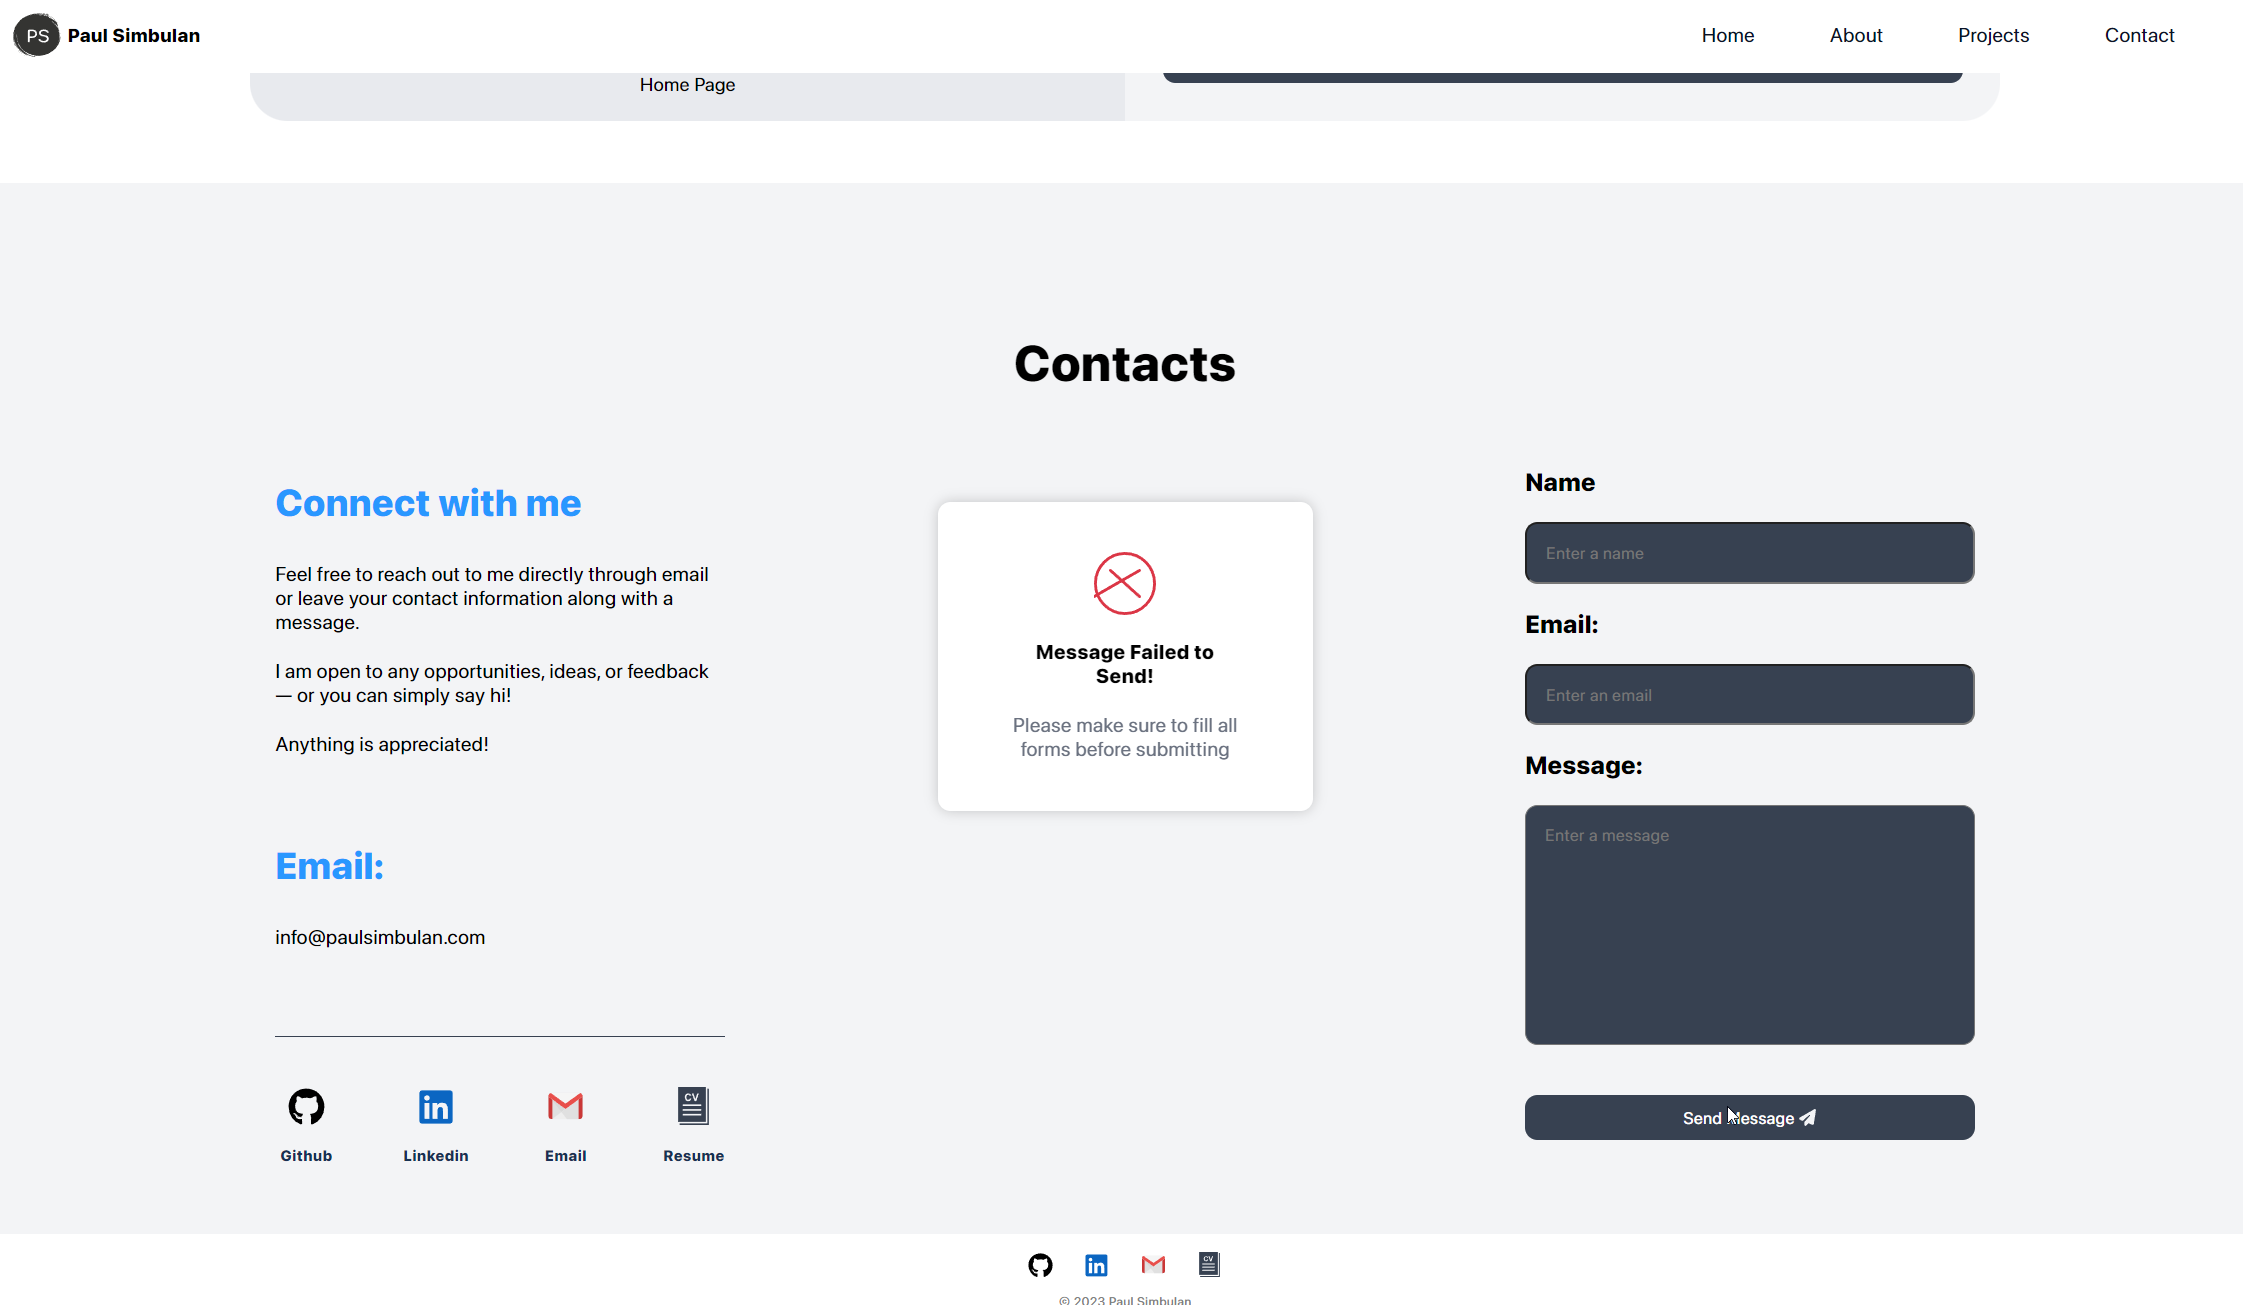 PS Paul Simbulan
Home About Projects Contact
Home Page
Contacts
Connect with me
Feel free to reach out to me directly through email
or leave your contact information along with a
message.
I am open to any opportunities, ideas, or feedback
— or you can simply say hi!
Anything is appreciated!
Email:
info@paulsimbulan.com
CV
Github Linkedin Email Resume
Message Failed to
Send!
Please make sure to fill all
forms before submitting
Name
Enter a name
Email:
Enter an email
Message:
Enter a message
Send Message
CV
© 2023 Paul Simbulan